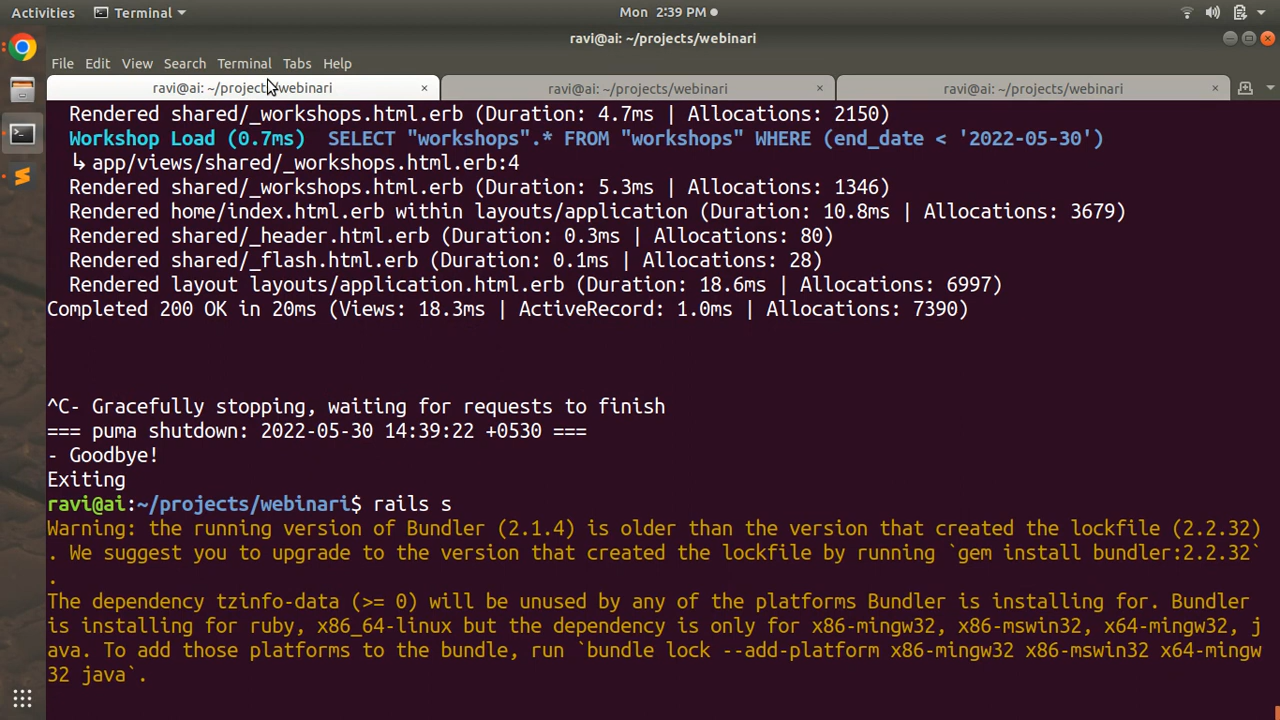 Activities Terminal Mon 2:39 PM
ravi@ai: ~/projects/webinari
File Edit View Search Terminal Tabs Help
ravi@ai: ~/projects/webinari × ravi@ai: ~/projects/webinari × ravi@ai: ~/projects/webinari ×
Rendered shared/_workshops.html.erb (Duration: 4.7ms | Allocations: 2150)
Workshop Load (0.7ms) SELECT "workshops".* FROM "workshops" WHERE (end_date < '2022-05-30')
↳ app/views/shared/_workshops.html.erb:4
Rendered shared/_workshops.html.erb (Duration: 5.3ms | Allocations: 1346)
Rendered home/index.html.erb within layouts/application (Duration: 10.8ms | Allocations: 3679)
Rendered shared/_header.html.erb (Duration: 0.3ms | Allocations: 80)
Rendered shared/_flash.html.erb (Duration: 0.1ms | Allocations: 28)
Rendered layout layouts/application.html.erb (Duration: 18.6ms | Allocations: 6997)
Completed 200 OK in 20ms (Views: 18.3ms | ActiveRecord: 1.0ms | Allocations: 7390)
^C- Gracefully stopping, waiting for requests to finish
=== puma shutdown: 2022-05-30 14:39:22 +0530 ===
- Goodbye!
Exiting
ravi@ai:~/projects/webinari$ rails s
Warning: the running version of Bundler (2.1.4) is older than the version that created the lockfile (2.2.32)
. We suggest you to upgrade to the version that created the lockfile by running `gem install bundler:2.2.32`
.
The dependency tzinfo-data (>= 0) will be unused by any of the platforms Bundler is installing for. Bundler
is installing for ruby, x86_64-linux but the dependency is only for x86-mingw32, x86-mswin32, x64-mingw32, j
ava. To add those platforms to the bundle, run `bundle lock --add-platform x86-mingw32 x86-mswin32 x64-mingw
32 java`.